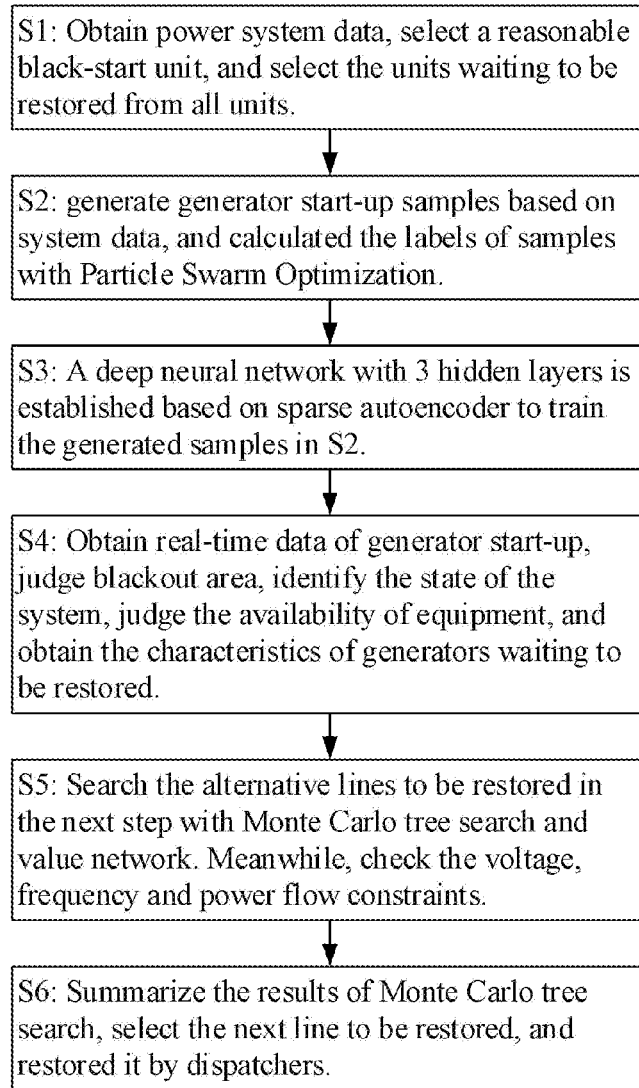 S1: Obtain power system data, select a reasonable
black-start unit, and select the units waiting to be
restored from all units.
S2: generate generator start-up samples based on
system data, and calculated the labels of samples
with Particle Swarm Optimization.
S3: A deep neural network with 3 hidden layers is
established based on sparse autoencoder to train
the generated samples in S2.
S4: Obtain real-time data of generator start-up,
judge blackout area, identify the state of the
system, judge the availability of equipment, and
obtain the characteristics of generators waiting to
be restored.
S5: Search the alternative lines to be restored in
the next step with Monte Carlo tree search and
value network. Meanwhile, check the voltage,
frequency and power flow constraints.
S6: Summarize the results of Monte Carlo tree
search, select the next line to be restored, and
restored it by dispatchers.